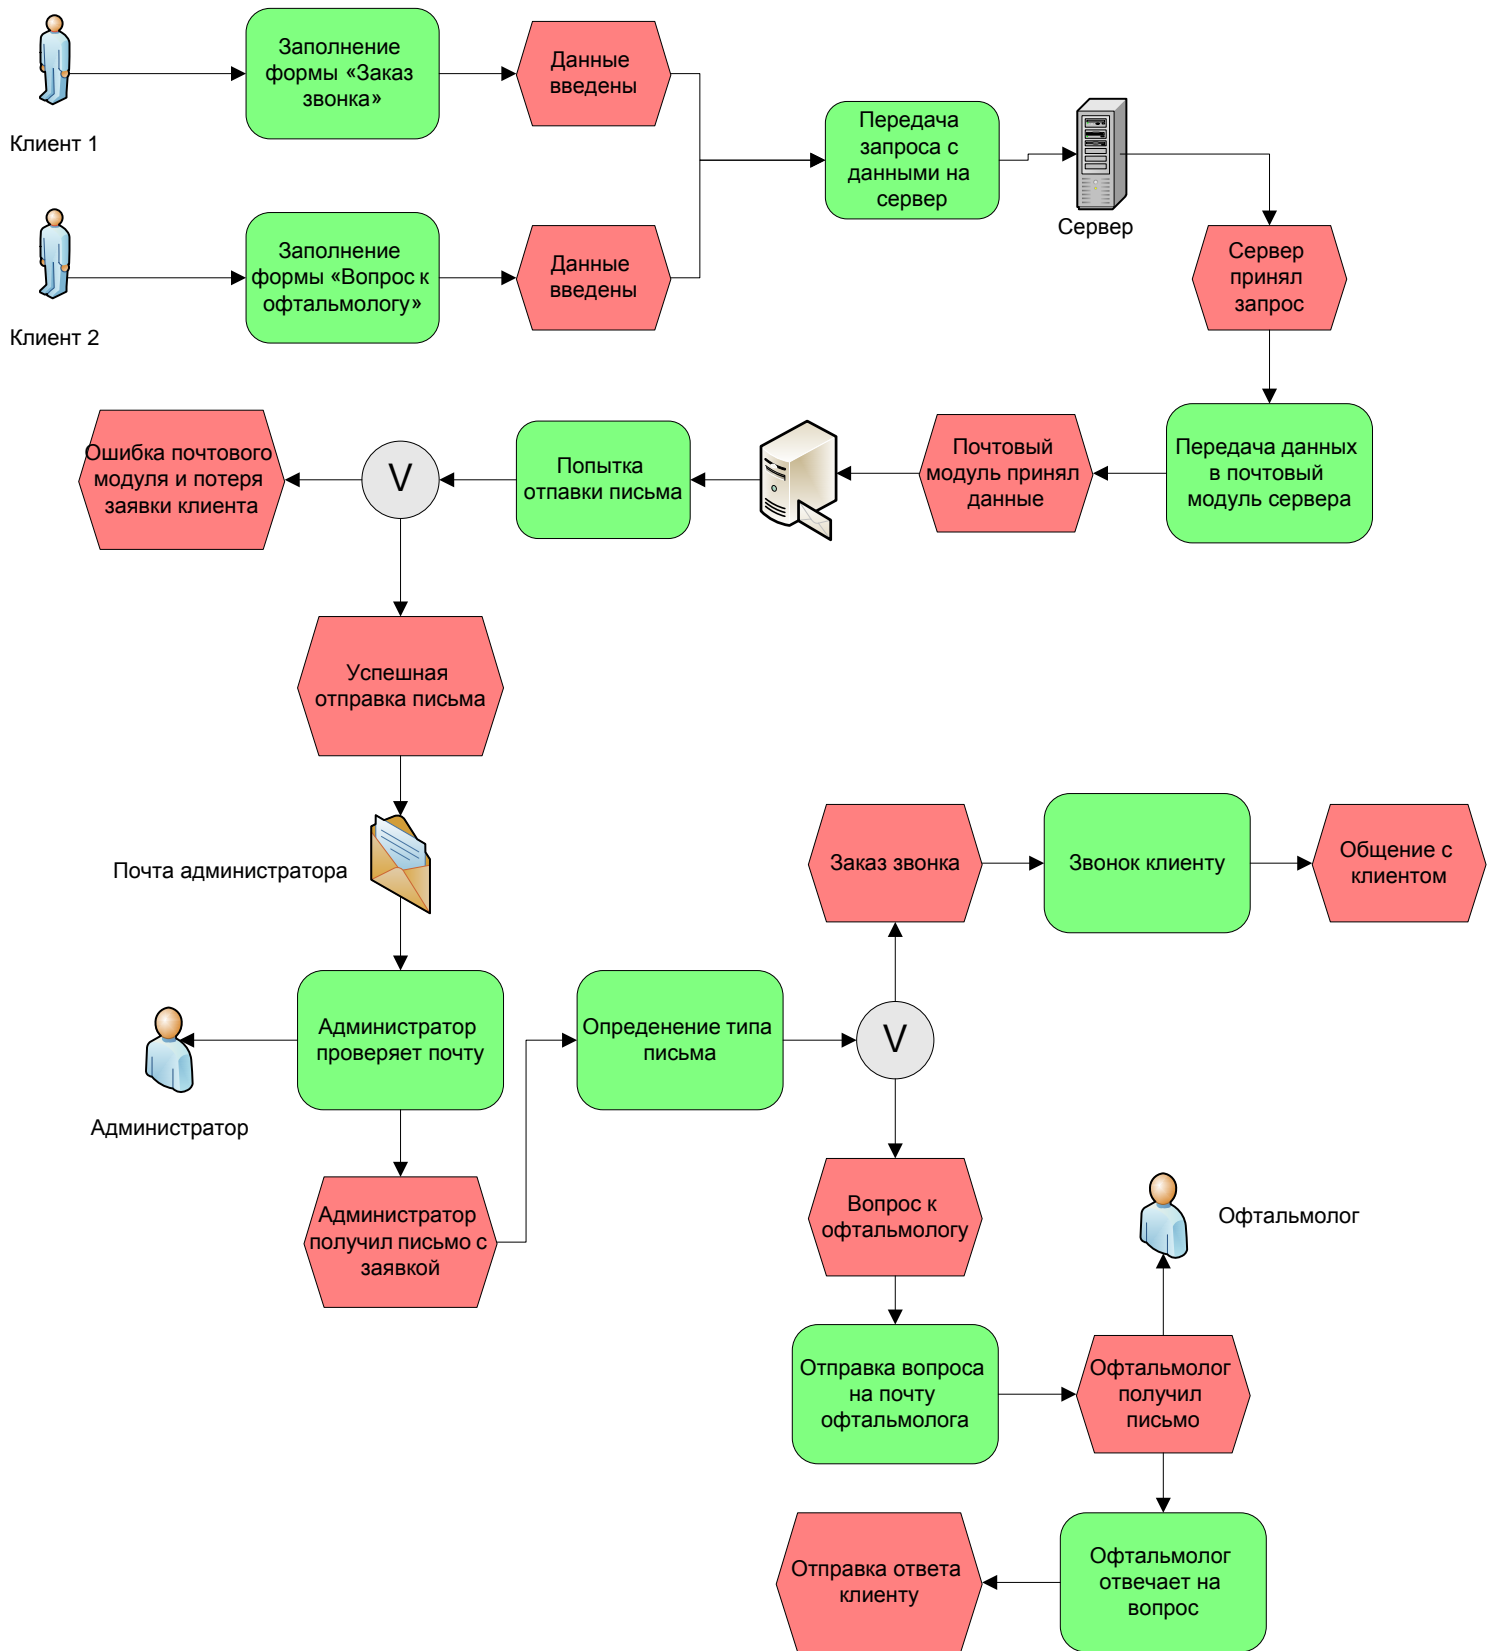 Заполнение
формы «Заказ
звонка»
Данные
введены
Клиент 1
Передача
запроса с
данными на
сервер
Сервер
Заполнение
формы «Вопрос к
офтальмологу»
Данные
введены
Сервер
принял
запрос
Клиент 2
Ошибка почтового
модуля и потеря
заявки клиента
V
Попытка
отпавки письма
Почтовый
модуль принял
данные
Передача данных
в почтовый
модуль сервера
Успешная
отправка письма
Почта администратора
Заказ звонка
Звонок клиенту
Общение с
клиентом
Администратор
проверяет почту
Опреденение типа
письма
V
Администратор
Администратор
получил письмо с
заявкой
Вопрос к
офтальмологу
Офтальмолог
Отправка вопроса
на почту
офтальмолога
Офтальмолог
получил
письмо
Отправка ответа
клиенту
Офтальмолог
отвечает на
вопрос